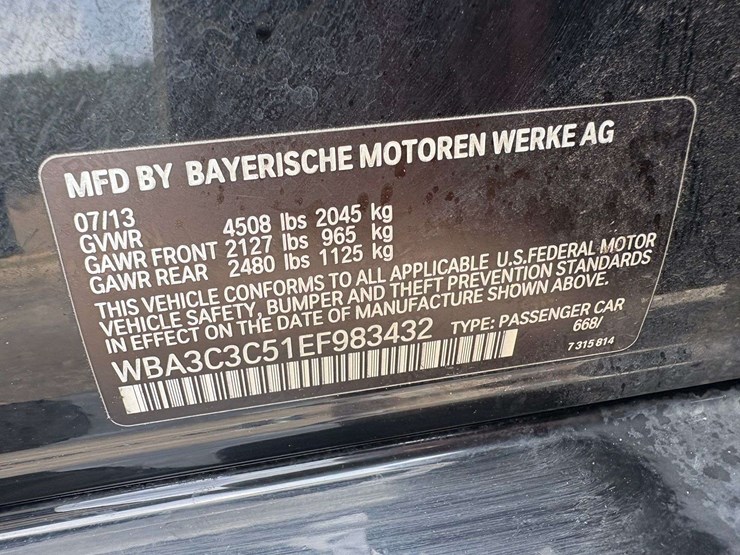 MFD BY BAYERISCHE MOTOREN WERKE AG
07/13
GVWR 4508 lbs 2045 kg
GAWR FRONT 2127 lbs 965 kg
GAWR REAR 2480 lbs 1125 kg
THIS VEHICLE CONFORMS TO ALL APPLICABLE U.S.FEDERAL MOTOR
VEHICLE SAFETY, BUMPER AND THEFT PREVENTION STANDARDS
IN EFFECT ON THE DATE OF MANUFACTURE SHOWN ABOVE.
WBA3C3C51EF983432 TYPE: PASSENGER CAR
668/
7 315 814